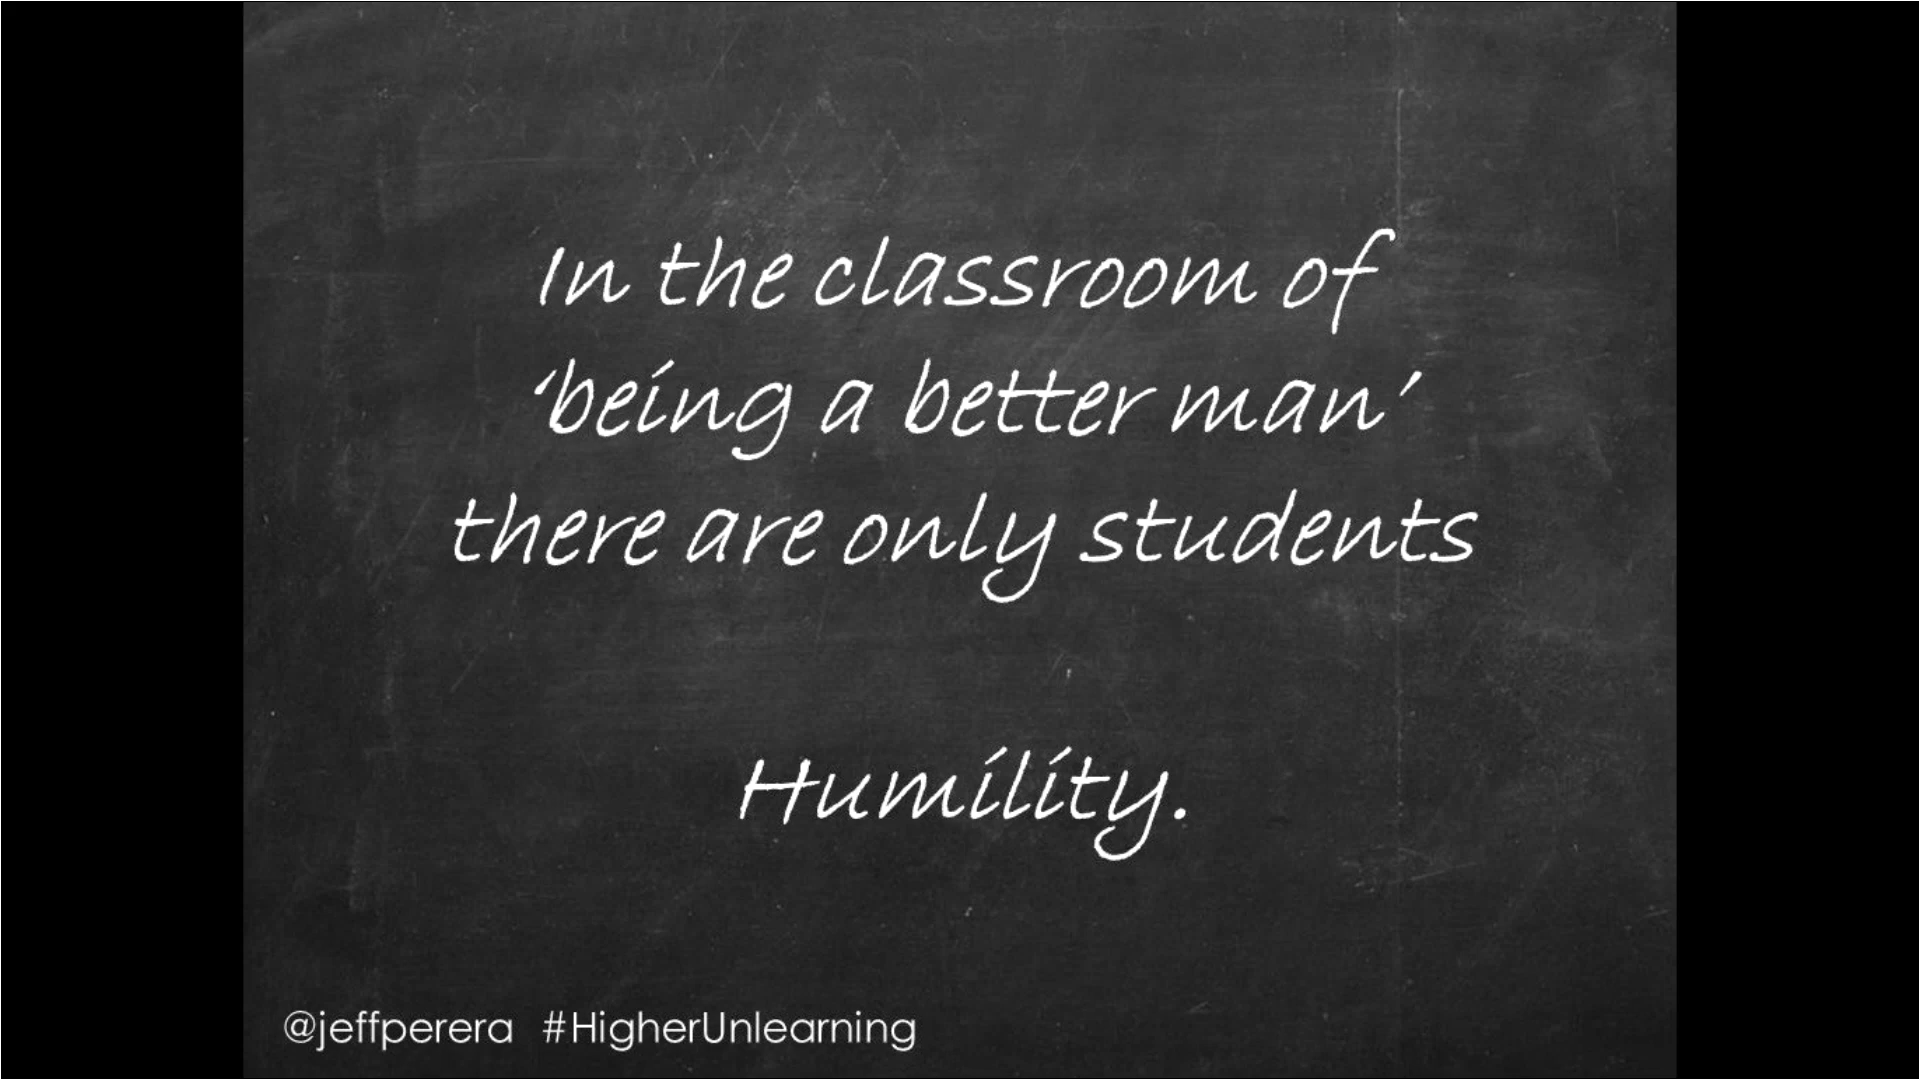 In the classroom of
‘being a better man’
there are only students
Humility.
@jeffperera #HigherUnlearning